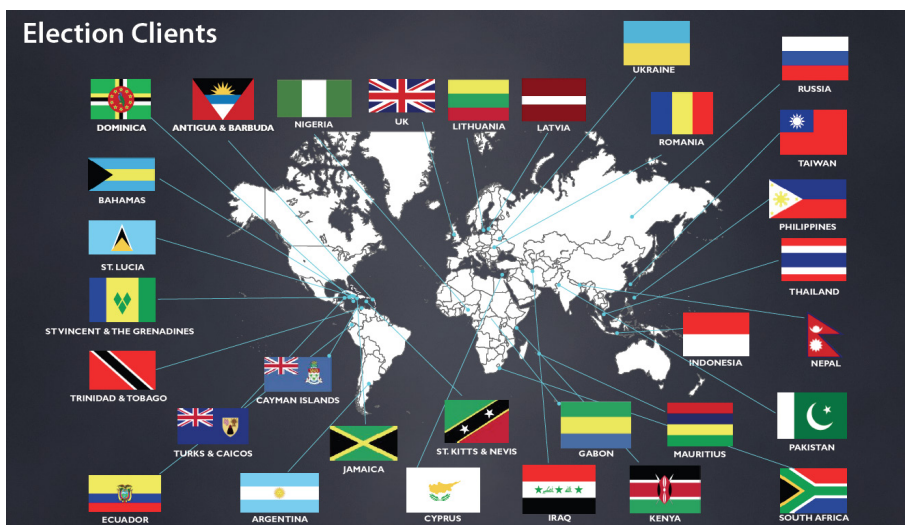 Election Clients
DOMINICA
ANTIGUA & BARBUDA
NIGERIA
UK
LITHUANIA
LATVIA
UKRAINE
ROMANIA
RUSSIA
TAIWAN
BAHAMAS
PHILIPPINES
ST. LUCIA
THAILAND
ST VINCENT & THE GRENADINES
INDONESIA
NEPAL
TRINIDAD & TOBAGO
CAYMAN ISLANDS
TURKS & CAICOS
JAMAICA
ST. KITTS & NEVIS
GABON
MAURITIUS
PAKISTAN
ECUADOR
ARGENTINA
CYPRUS
IRAQ
KENYA
SOUTH AFRICA